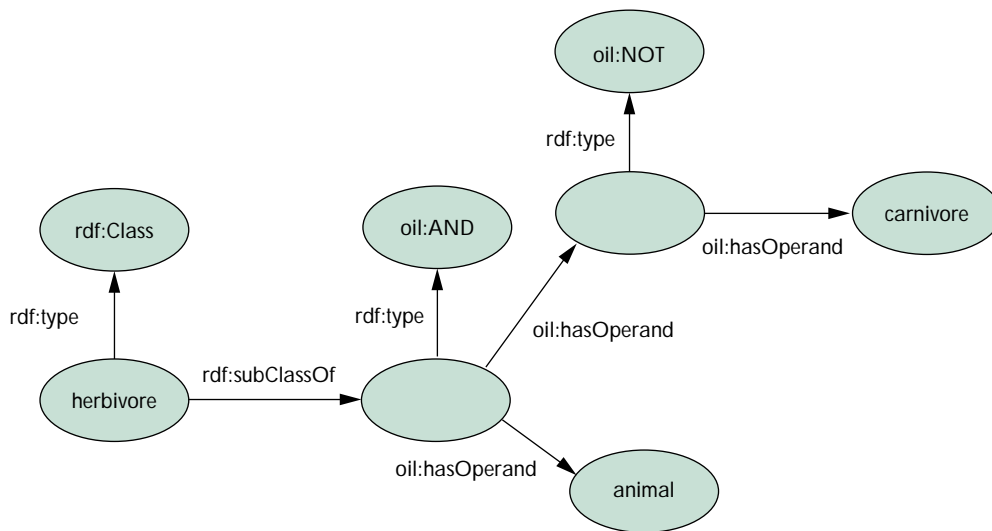 oil:NOT
rdf:type
rdf:Class
oil:AND
carnivore
oil:hasOperand
rdf:type
rdf:type
oil:hasOperand
rdf:subClassOf
herbivore
oil:hasOperand
animal